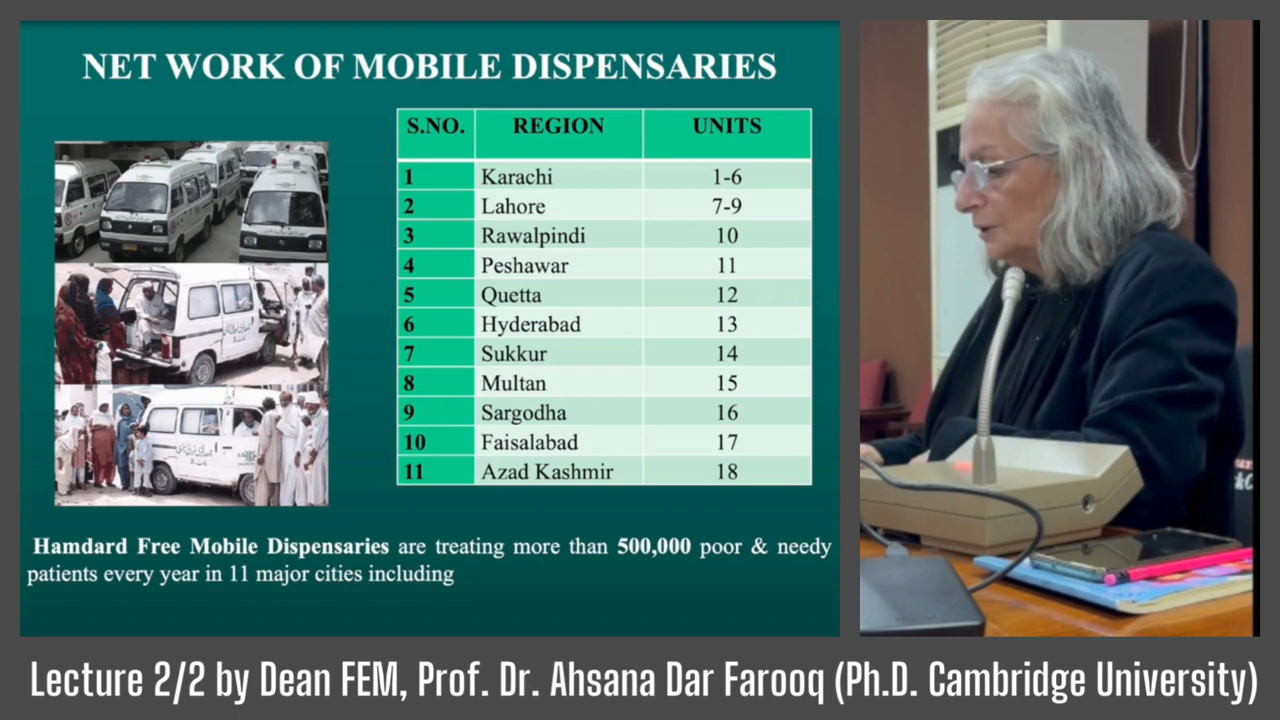 NET WORK OF MOBILE DISPENSARIES
S.NO. REGION UNITS
1 Karachi 1-6
2 Lahore 7-9
3 Rawalpindi 10
4 Peshawar 11
5 Quetta 12
6 Hyderabad 13
7 Sukkur 14
8 Multan 15
9 Sargodha 16
10 Faisalabad 17
11 Azad Kashmir 18
Hamdard Free Mobile Dispensaries are treating more than 500,000 poor & needy
patients every year in 11 major cities including
Lecture 2/2 by Dean FEM, Prof. Dr. Ahsana Dar Farooq (Ph.D. Cambridge University)